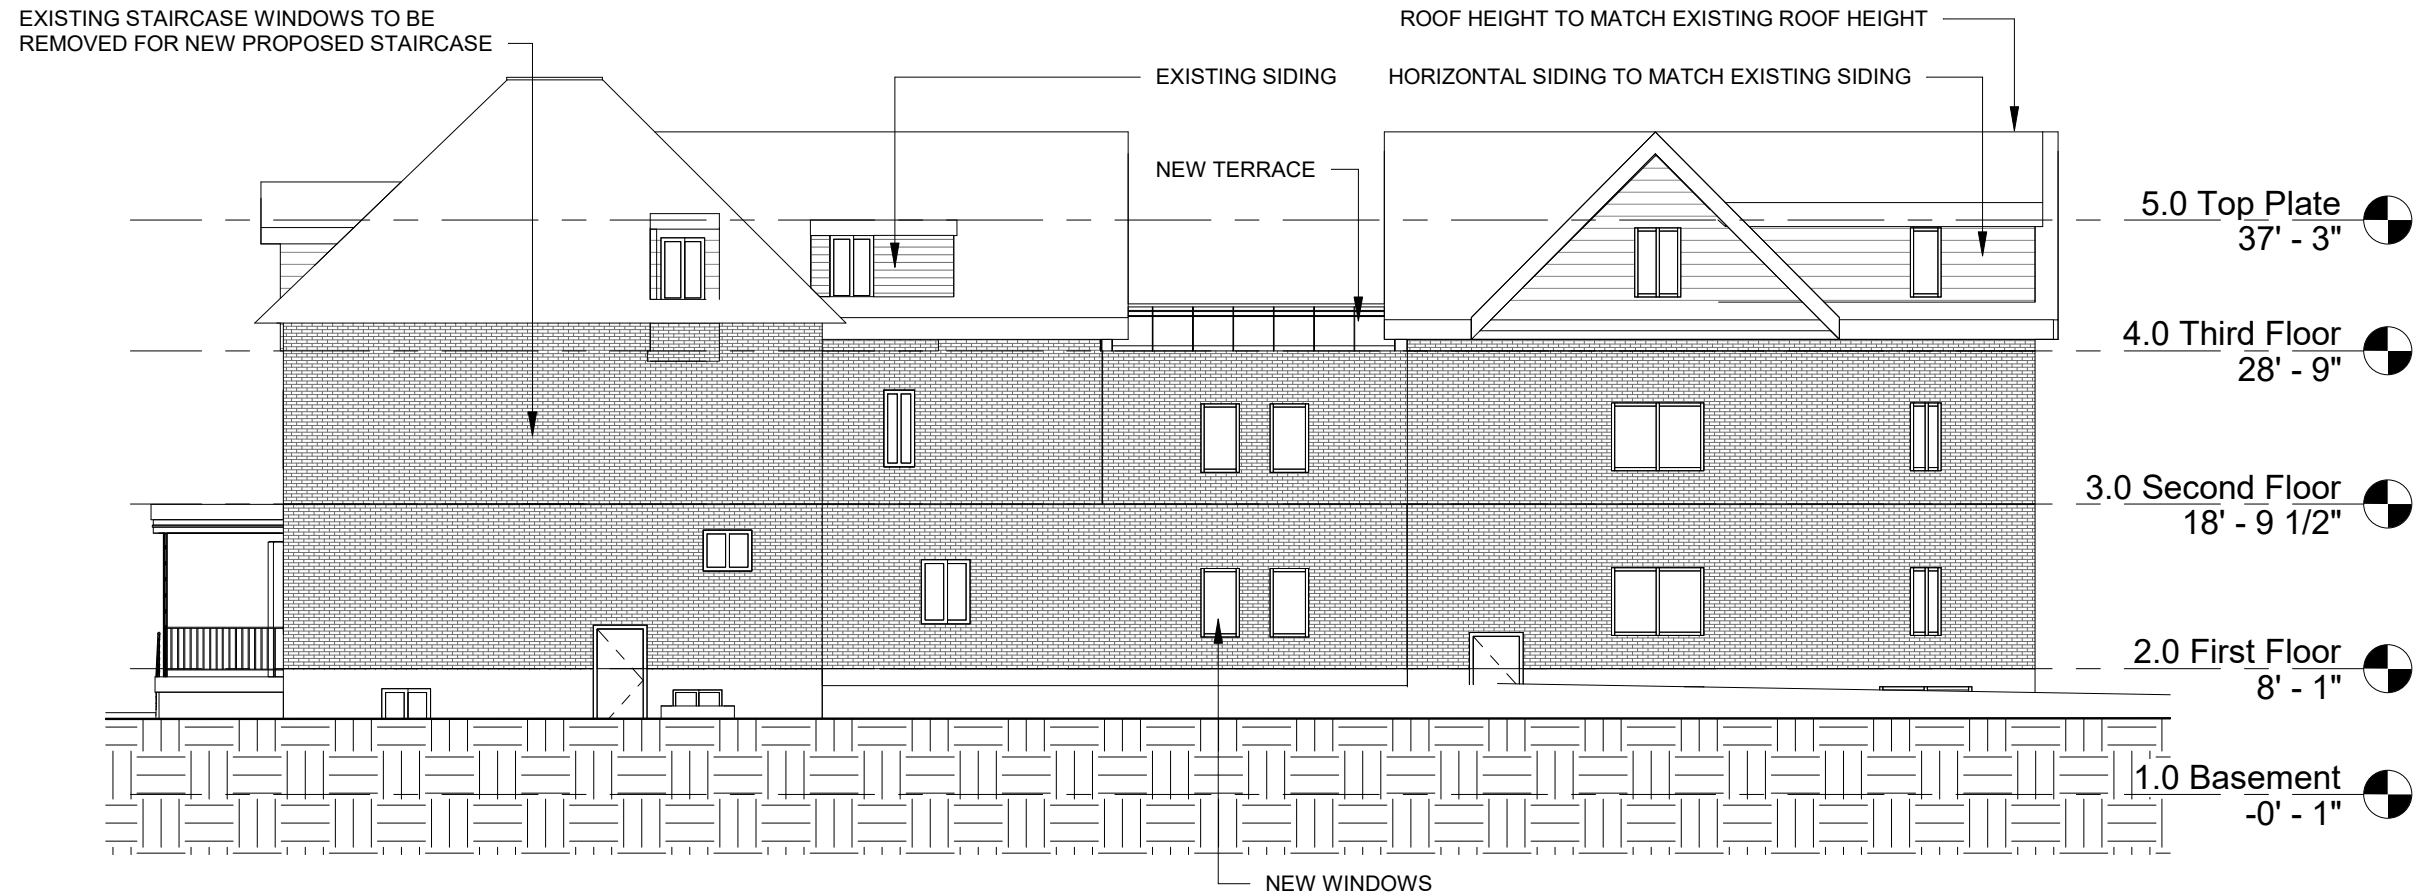 EXISTING STAIRCASE WINDOWS TO BE
REMOVED FOR NEW PROPOSED STAIRCASE
ROOF HEIGHT TO MATCH EXISTING ROOF HEIGHT
EXISTING SIDING
HORIZONTAL SIDING TO MATCH EXISTING SIDING
NEW TERRACE
5.0 Top Plate
37' - 3"
4.0 Third Floor
28' - 9"
3.0 Second Floor
18' - 9 1/2"
2.0 First Floor
8' - 1"
1.0 Basement
-0' - 1"
NEW WINDOWS